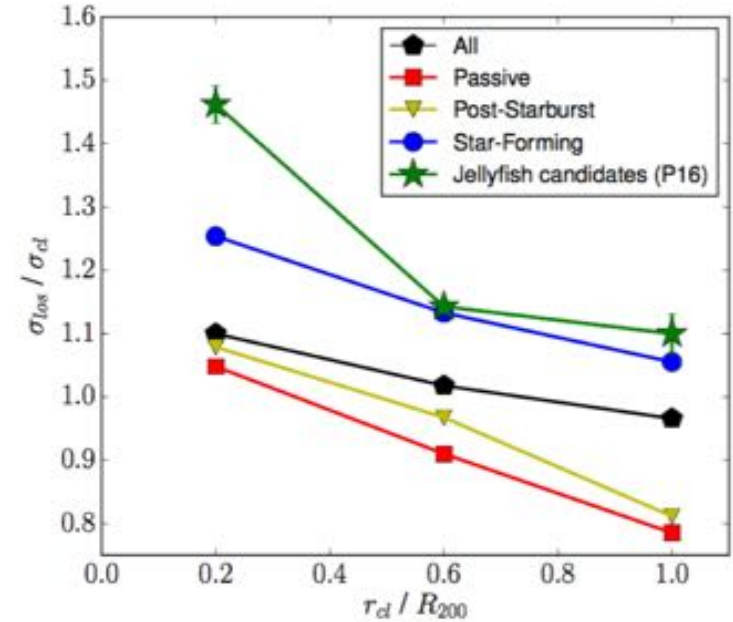 1.6
1.5
1.4
1.3
1.2
1.1
1.0
0.9
0.8
σlos / σcl
All
Passive
Post-Starburst
Star-Forming
Jellyfish candidates (P16)
0.0 0.2 0.4 0.6 0.8 1.0
rcl / R200